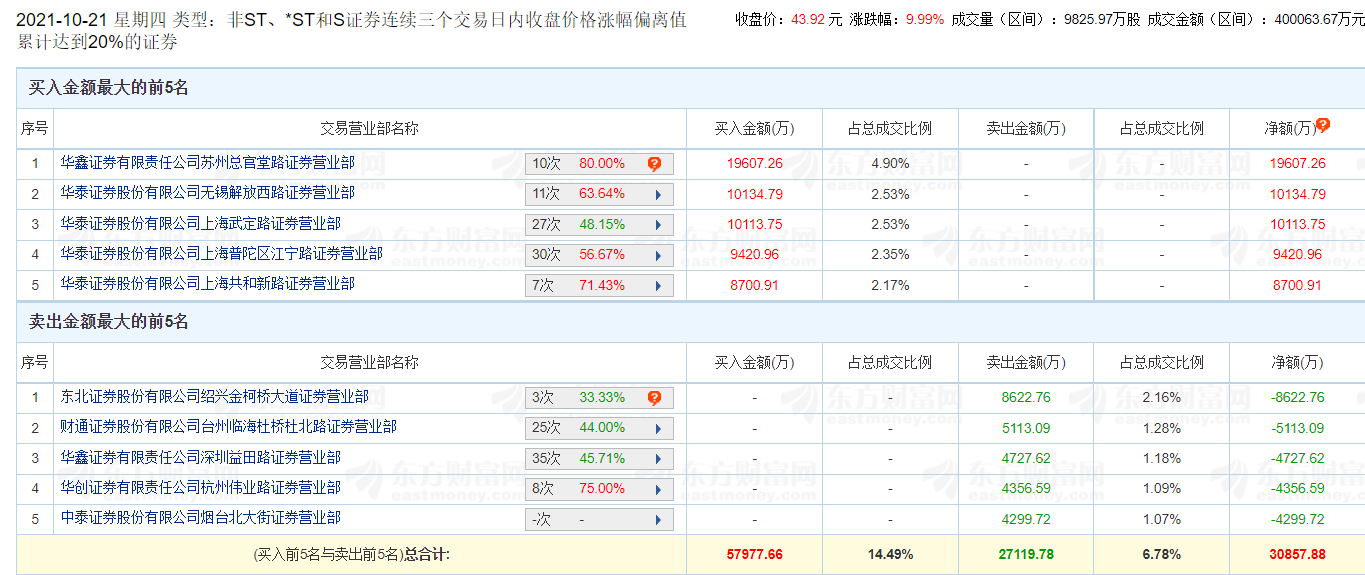 2021-10-21 星期四 类型：非ST、*ST和S证券连续三个交易日内收盘价格涨幅偏离值累计达到20%的证券
收盘价：43.92 元 涨跌幅：9.99% 成交量（区间）：9825.97万股 成交金额（区间）：400063.67万元
买入金额最大的前5名
序号 交易营业部名称 买入金额(万) 占总成交比例 卖出金额(万) 占总成交比例 净额(万)
1 华鑫证券有限责任公司苏州总官堂路证券营业部 10次 80.00% 19607.26 4.90% - - 19607.26
2 华泰证券股份有限公司无锡解放西路证券营业部 11次 63.64% 10134.79 2.53% - - 10134.79
3 华泰证券股份有限公司上海武定路证券营业部 27次 48.15% 10113.75 2.53% - - 10113.75
4 华泰证券股份有限公司上海普陀区江宁路证券营业部 30次 56.67% 9420.96 2.35% - - 9420.96
5 华泰证券股份有限公司上海共和新路证券营业部 7次 71.43% 8700.91 2.17% - - 8700.91
卖出金额最大的前5名
序号 交易营业部名称 买入金额(万) 占总成交比例 卖出金额(万) 占总成交比例 净额(万)
1 东北证券股份有限公司绍兴金柯桥大道证券营业部 3次 33.33% - - 8622.76 2.16% -8622.76
2 财通证券股份有限公司台州临海杜桥杜北路证券营业部 25次 44.00% - - 5113.09 1.28% -5113.09
3 华鑫证券有限责任公司深圳益田路证券营业部 35次 45.71% - - 4727.62 1.18% -4727.62
4 华创证券有限责任公司杭州伟业路证券营业部 8次 75.00% - - 4356.59 1.09% -4356.59
5 中泰证券股份有限公司烟台北大街证券营业部 -次 - - - 4299.72 1.07% -4299.72
(买入前5名与卖出前5名)总合计: 57977.66 14.49% 27119.78 6.78% 30857.88
东方财富网
eastmoney.com